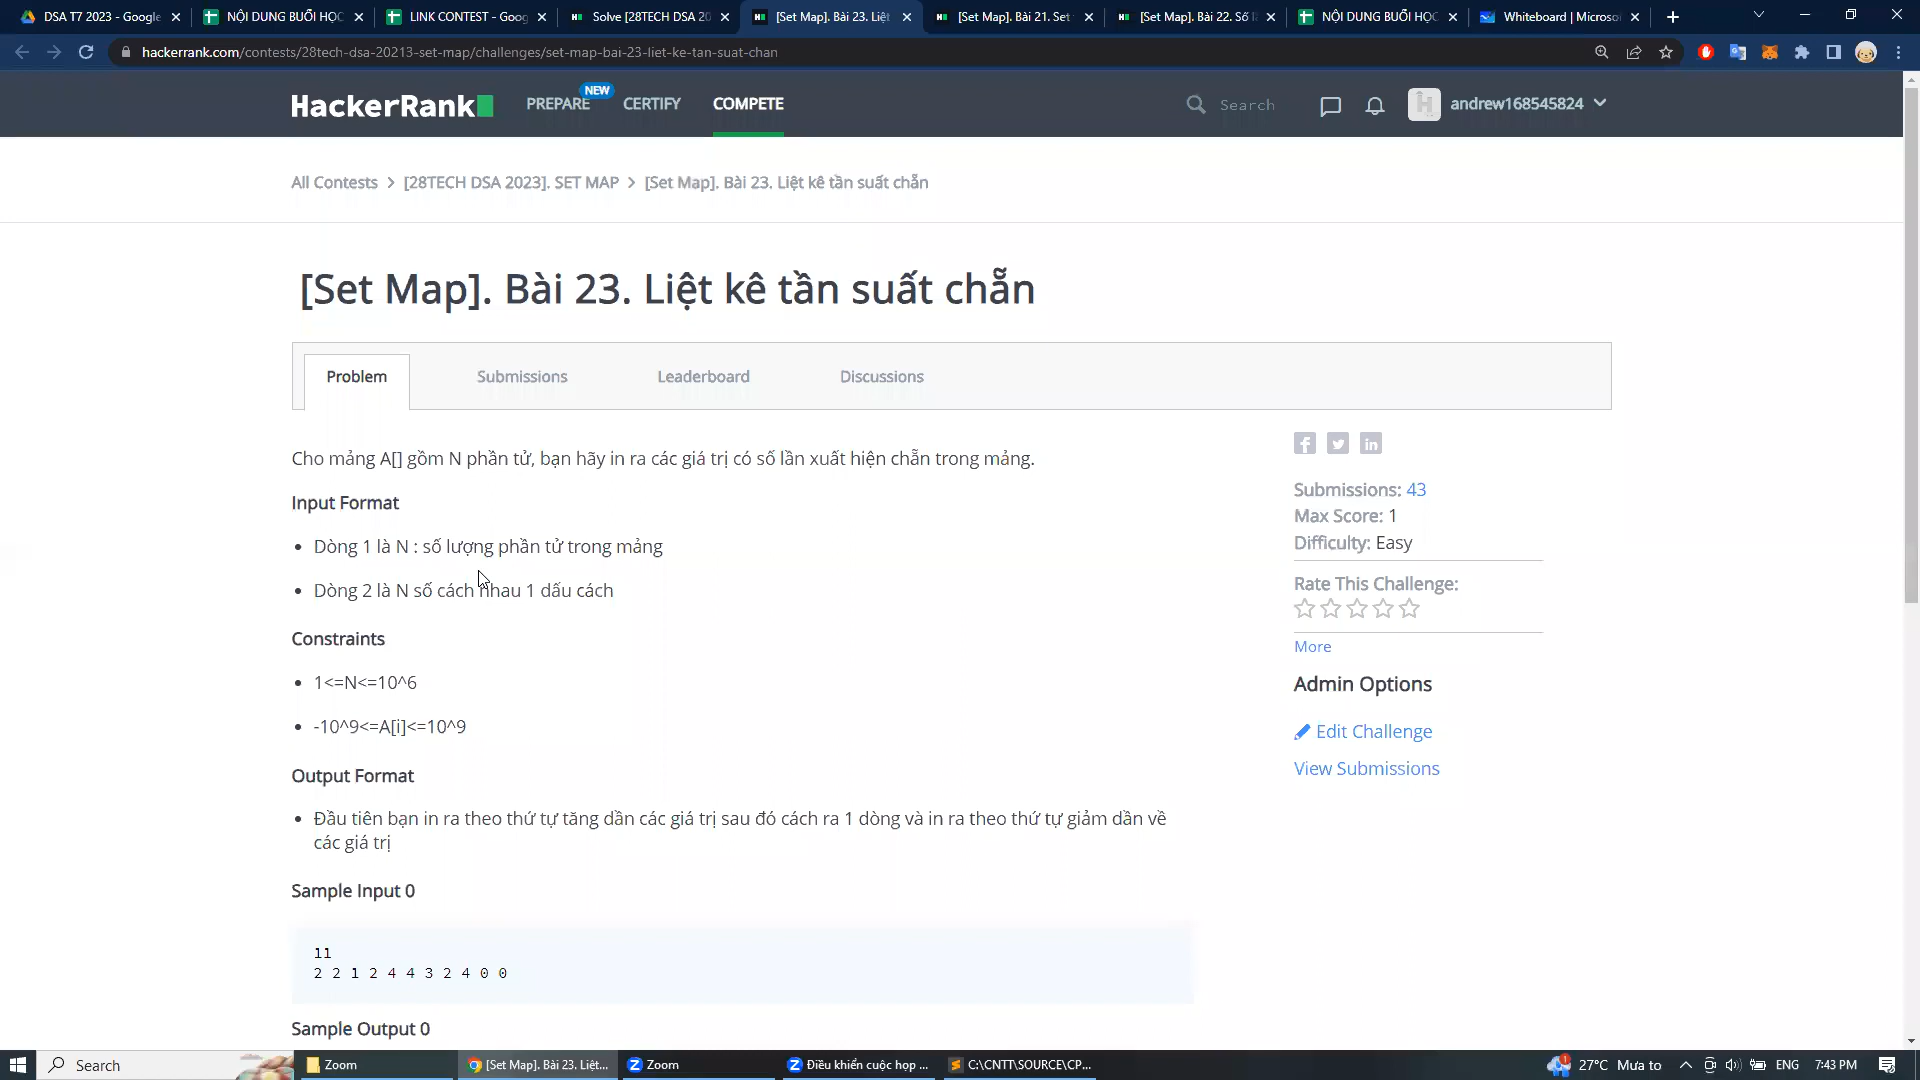 DSA T7 2023 - Google
NỘI DUNG BUỔI HỌC
LINK CONTEST - Goog
Solve [28TECH DSA 20
[Set Map]. Bài 23. Liệt
[Set Map]. Bài 21. Set
[Set Map]. Bài 22. Số l
NỘI DUNG BUỔI HỌC
Whiteboard | Microso
hackerrank.com/contests/28tech-dsa-20213-set-map/challenges/set-map-bai-23-liet-ke-tan-suat-chan
HackerRank
PREPARE
NEW
CERTIFY
COMPETE
Search
andrew168545824
All Contests > [28TECH DSA 2023]. SET MAP > [Set Map]. Bài 23. Liệt kê tần suất chẵn
[Set Map]. Bài 23. Liệt kê tần suất chẵn
Problem
Submissions
Leaderboard
Discussions
Cho mảng A[] gồm N phần tử, bạn hãy in ra các giá trị có số lần xuất hiện chẵn trong mảng.
Input Format
• Dòng 1 là N : số lượng phần tử trong mảng
• Dòng 2 là N số cách nhau 1 dấu cách
Constraints
• 1<=N<=10^6
• -10^9<=A[i]<=10^9
Output Format
• Đầu tiên bạn in ra theo thứ tự tăng dần các giá trị sau đó cách ra 1 dòng và in ra theo thứ tự giảm dần về
các giá trị
Sample Input 0
11
2 2 1 2 4 4 3 2 4 0 0
Sample Output 0
Submissions: 43
Max Score: 1
Difficulty: Easy
Rate This Challenge:
More
Admin Options
Edit Challenge
View Submissions
Search
Zoom
[Set Map]. Bài 23. Liệt...
Zoom
Điều khiển cuộc họp ...
C:\CNTT\SOURCE\CP...
1
27°C Mưa to
ENG
7:43 PM